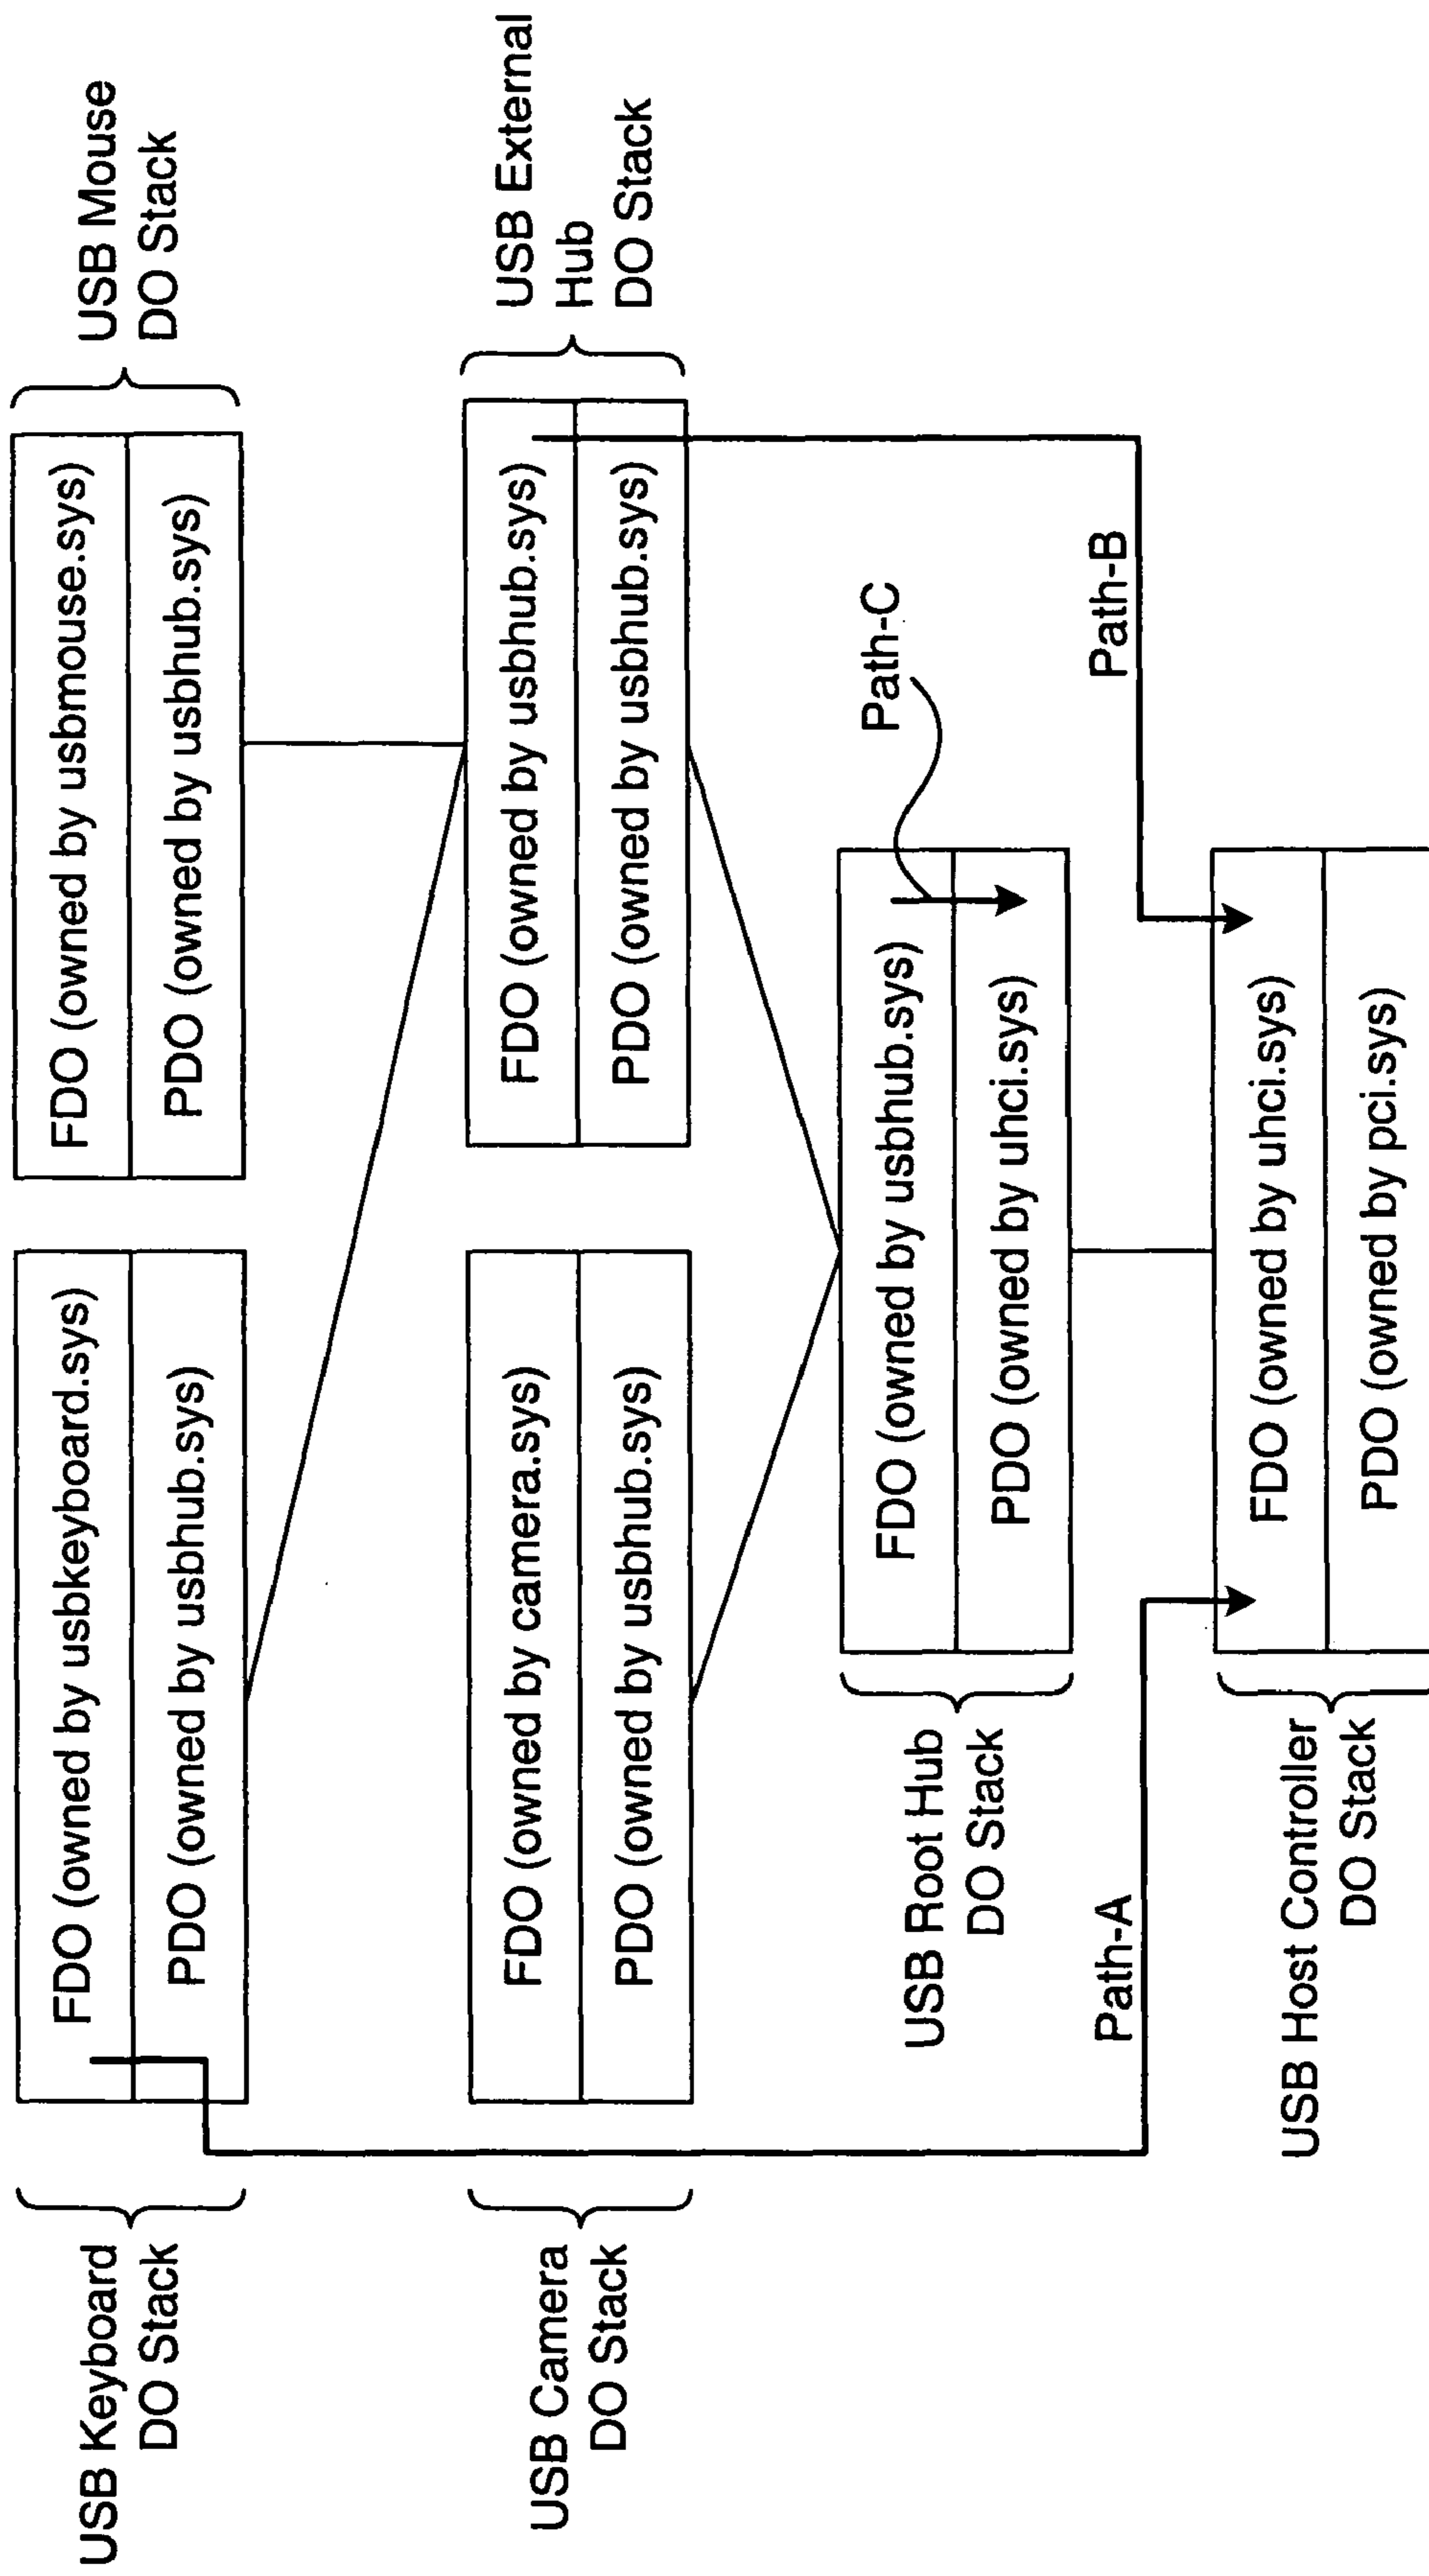 USB Keyboard
DO Stack
FDO (owned by usbkeyboard.sys)
PDO (owned by usbhub.sys)
FDO (owned by usbmouse.sys)
PDO (owned by usbhub.sys)
USB Mouse
DO Stack
USB Camera
DO Stack
FDO (owned by camera.sys)
PDO (owned by usbhub.sys)
FDO (owned by usbhub.sys)
PDO (owned by usbhub.sys)
USB External
Hub
DO Stack
USB Root Hub
DO Stack
FDO (owned by usbhub.sys)
PDO (owned by uhci.sys)
Path-C
Path-A
Path-B
USB Host Controller
DO Stack
FDO (owned by uhci.sys)
PDO (owned by pci.sys)